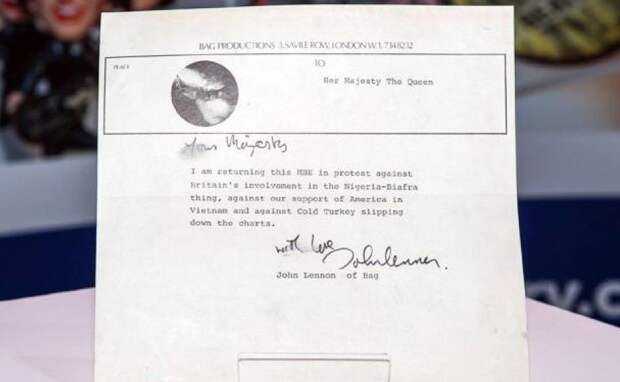 BAG PRODUCTIONS 3, SAVILE ROW, LONDON W.1. 7348232
PEACE
TO
Her Majesty The Queen
Your Majesty
I am returning this MBE in protest against
Britain's involvement in the Nigeria-Biafra
thing, against our support of America in
Vietnam and against Cold Turkey slipping
down the charts.
with love
John Lennon.
John Lennon of Bag